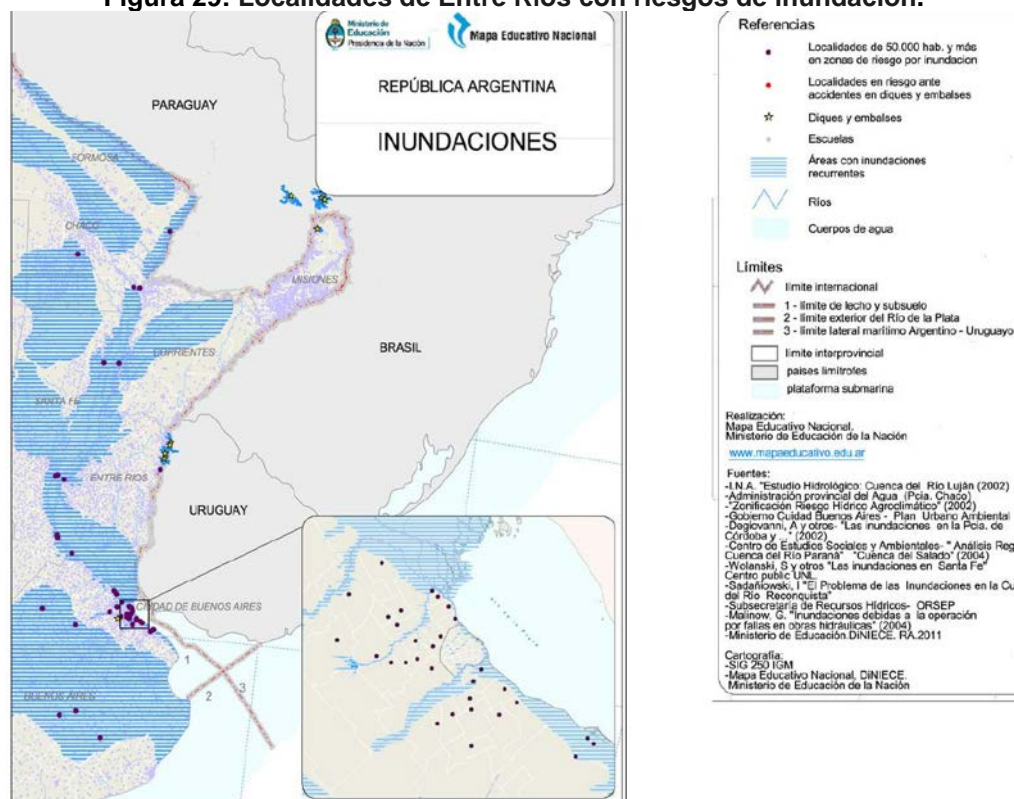 Figura 29. Localidades de Entre Ríos con riesgos de inundación.
Ministerio de
Educación
Presidencia de la Nación
Mapa Educativo Nacional
REPÚBLICA ARGENTINA
INUNDACIONES
PARAGUAY
FORMOSA
CHACO
MISIONES
CORRIENTES
BRASIL
SANTA FE
ENTRE RIOS
URUGUAY
CIUDAD DE BUENOS AIRES
BUENOS AIRES
1
2
3
Referencias
Localidades de 50.000 hab. y más
en zonas de riesgo por inundacion
Localidades en riesgo ante
accidentes en diques y embalses
Diques y embalses
Escuelas
Áreas con inundaciones
recurrentes
Ríos
Cuerpos de agua
Límites
límite internacional
1 - límite de lecho y subsuelo
2 - límite exterior del Río de la Plata
3 - límite lateral marítimo Argentino - Uruguayo
límite interprovincial
países limítrofes
plataforma submarina
Realización:
Mapa Educativo Nacional.
Ministerio de Educación de la Nación
www.mapaeducativo.edu.ar
Fuentes:
-I.N.A. "Estudio Hidrológico: Cuenca del Río Luján (2002)
-Administración provincial del Agua (Pcia. Chaco)
-"Zonificación Riesgo Hídrico Agroclimático" (2002)
-Gobierno Cuidad Buenos Aires - Plan Urbano Ambiental
-Degiovanni, A y otros- "Las inundaciones en la Pcia. de
Córdoba y ..." (2002)
-Centro de Estudios Sociales y Ambientales- " Análisis Reg
Cuenca del Río Paraná" "Cuenca del Salado" (2004)
-Wolanski, S y otros "Las inundaciones en Santa Fe"
Centro public UNL.
-Sadañiowski, I "El Problema de las Inundaciones en la Cu
del Río Reconquista"
-Subsecretaría de Recursos Hídricos- ORSEP
-Malinow, G. "Inundaciones debidas a la operación
por fallas en obras hidráulicas" (2004)
-Ministerio de Educación.DiNIECE. RA.2011
Cartografía:
-SIG 250 IGM
-Mapa Educativo Nacional, DiNIECE.
Ministerio de Educación de la Nación